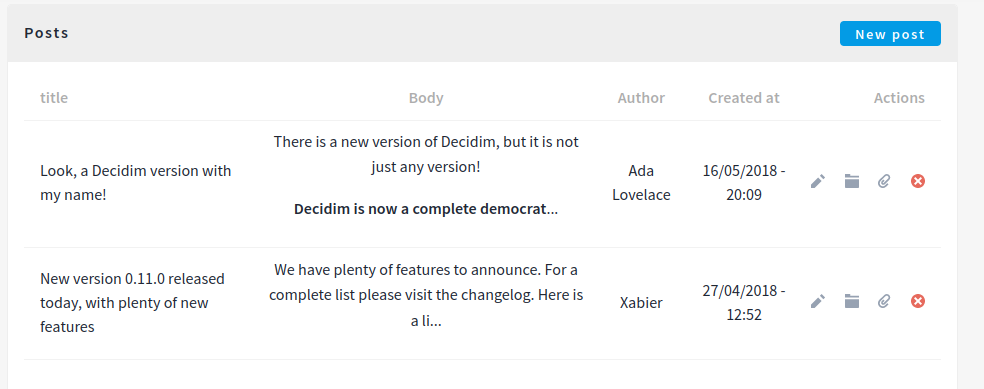 Posts
New post
title Body Author Created at Actions
Look, a Decidim version with
my name!
There is a new version of Decidim, but it is not
just any version!
Decidim is now a complete democrat...
Ada
Lovelace
16/05/2018 -
20:09
New version 0.11.0 released
today, with plenty of new
features
We have plenty of features to announce. For a
complete list please visit the changelog. Here is
a li...
Xabier
27/04/2018 -
12:52